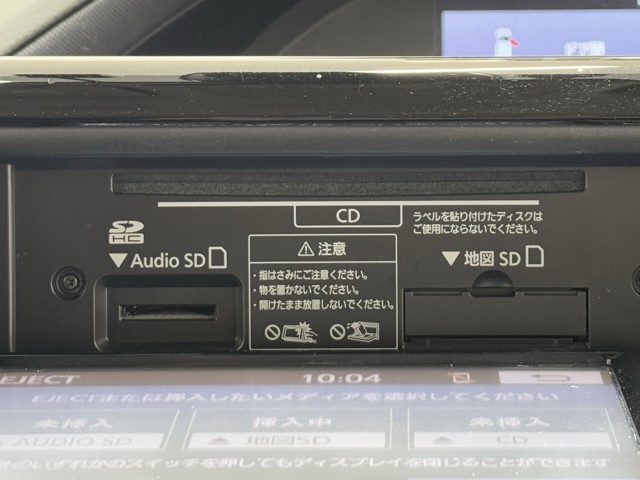 CD
ラベルを貼り付けたディスクは
ご使用にならないでください。
SD
HC
▼Audio SD
⚠注意
・指はさみにご注意ください。
・物を置かないでください。
・開けたまま放置しないでください。
▼地図 SD
EJECT
10:04
EJECTまたは挿入したいメディアを選択してください
未挿入
AUDIO SD
挿入中
地図SD
未挿入
CD
のいずれかのスイッチを押してもディスプレイを閉じることができます